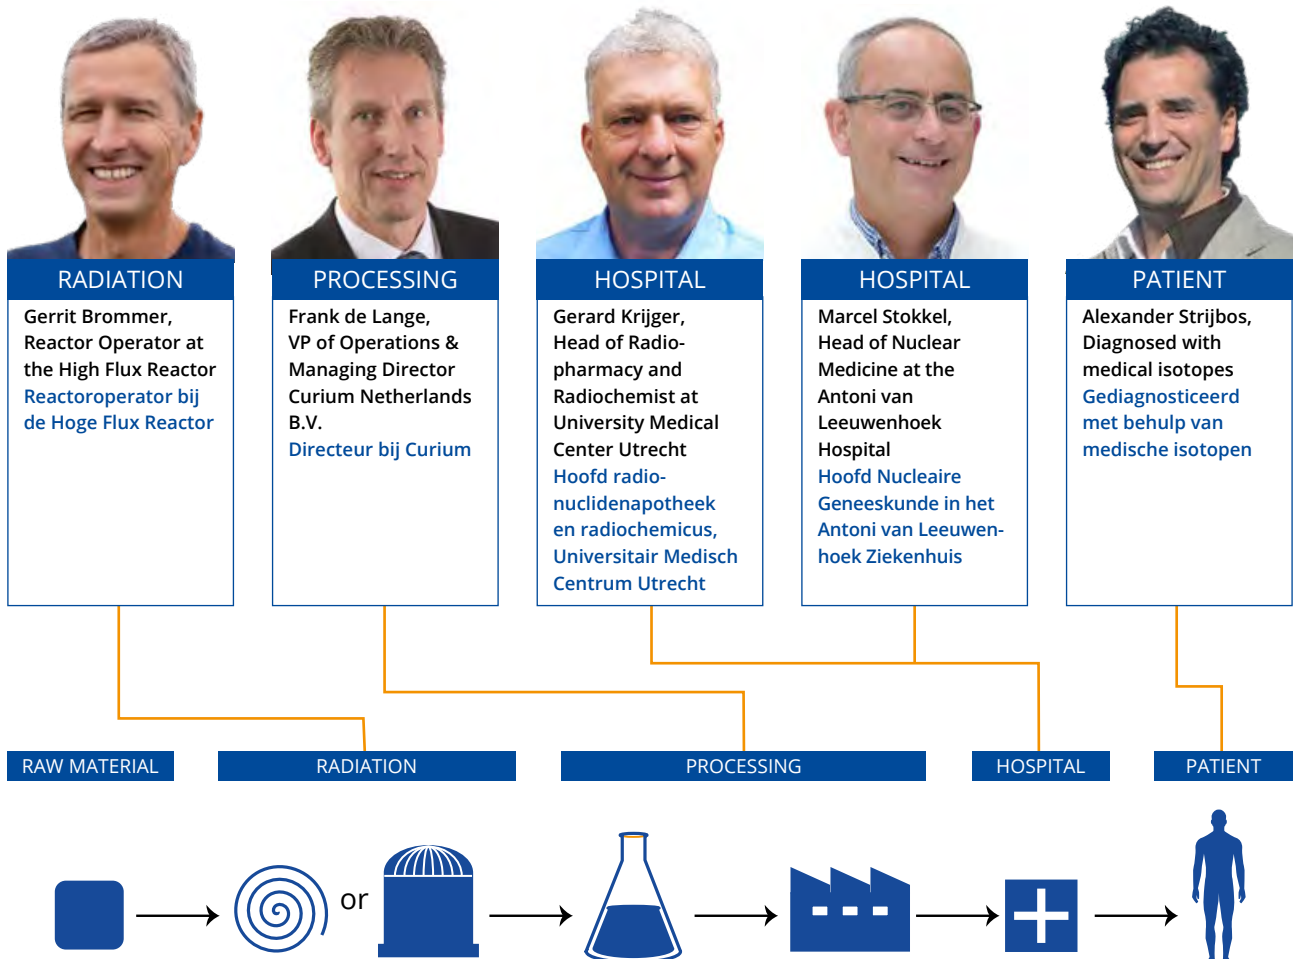 RADIATION
Gerrit Brommer,
Reactor Operator at
the High Flux Reactor
Reactoroperator bij
de Hoge Flux Reactor
PROCESSING
Frank de Lange,
VP of Operations &
Managing Director
Curium Netherlands
B.V.
Directeur bij Curium
HOSPITAL
Gerard Krijger,
Head of Radio-
pharmacy and
Radiochemist at
University Medical
Center Utrecht
Hoofd radio-
nuclidenapotheek
en radiochemicus,
Universitair Medisch
Centrum Utrecht
HOSPITAL
Marcel Stokkel,
Head of Nuclear
Medicine at the
Antoni van
Leeuwenhoek
Hospital
Hoofd Nucleaire
Geneeskunde in het
Antoni van Leeuwen-
hoek Ziekenhuis
PATIENT
Alexander Strijbos,
Diagnosed with
medical isotopes
Gediagnosticeerd
met behulp van
medische isotopen
RAW MATERIAL
RADIATION
PROCESSING
HOSPITAL
PATIENT
or